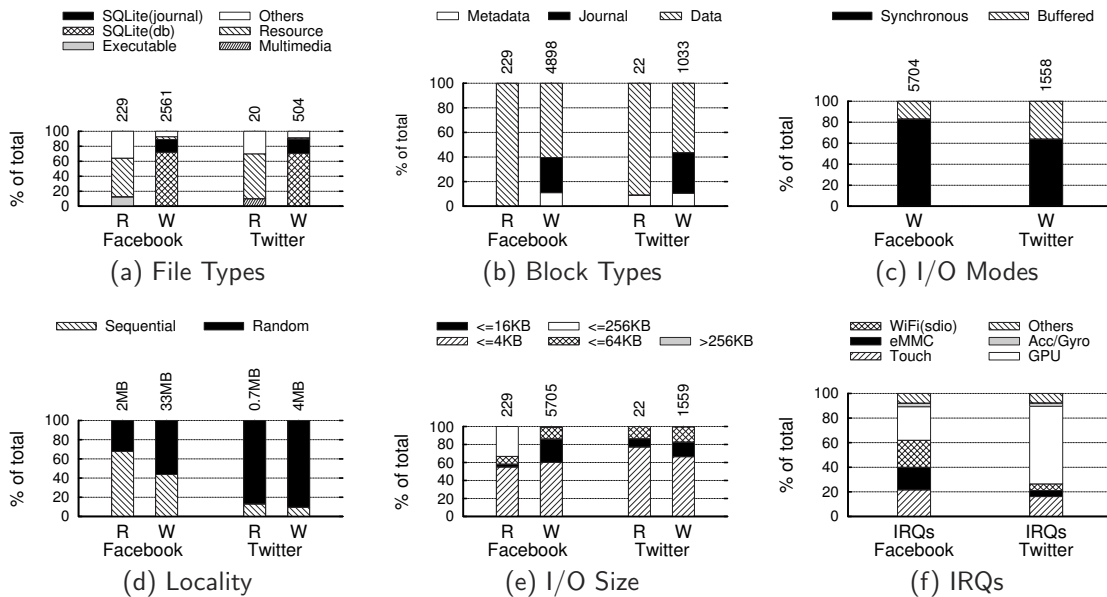 SQLite(journal) Others
SQLite(db) Resource
Executable Multimedia
229 2561 20 504
% of total
100
80
60
40
20
0
R W R W
Facebook Twitter
(a) File Types
Metadata Journal Data
229 4898 22 1033
% of total
100
80
60
40
20
0
R W R W
Facebook Twitter
(b) Block Types
Synchronous Buffered
5704 1558
% of total
100
80
60
40
20
0
W W
Facebook Twitter
(c) I/O Modes
Sequential Random
2MB 33MB 0.7MB 4MB
% of total
100
80
60
40
20
0
R W R W
Facebook Twitter
(d) Locality
<=16KB <=256KB
<=4KB <=64KB >256KB
229 5705 22 1559
% of total
100
80
60
40
20
0
R W R W
Facebook Twitter
(e) I/O Size
WiFi(sdio) Others
eMMC Acc/Gyro
Touch GPU
% of total
100
80
60
40
20
0
IRQs IRQs
Facebook Twitter
(f) IRQs